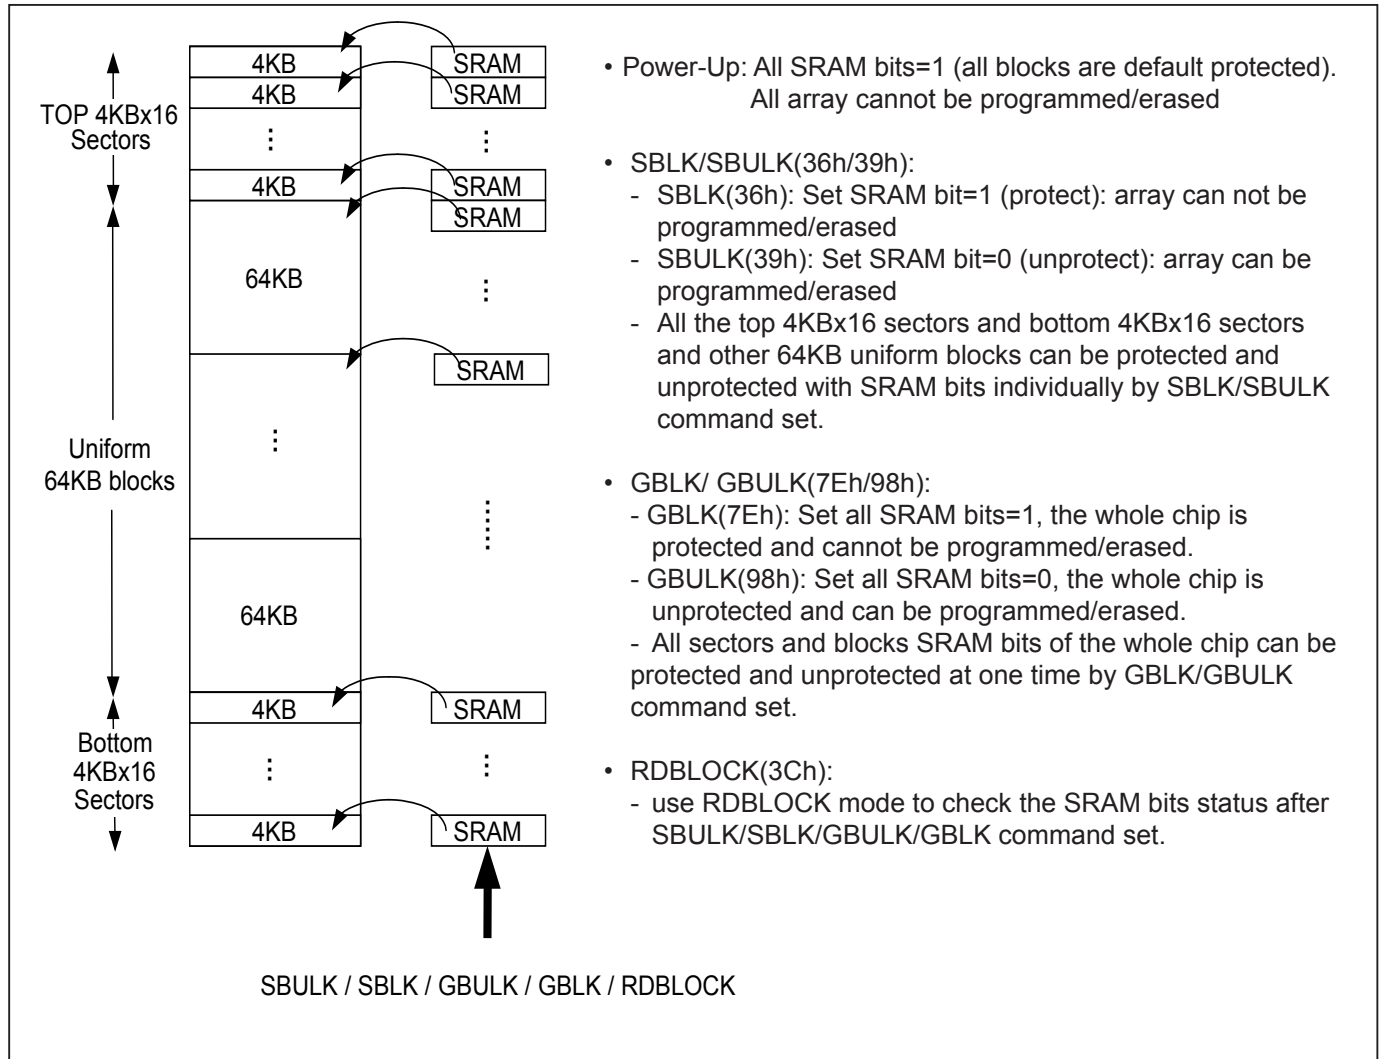 4KB
SRAM
4KB
SRAM
TOP 4KBx16
Sectors
4KB
SRAM
SRAM
64KB
SRAM
Uniform
64KB blocks
64KB
4KB
SRAM
Bottom
4KBx16
Sectors
4KB
SRAM
SBULK / SBLK / GBULK / GBLK / RDBLOCK
• Power-Up: All SRAM bits=1 (all blocks are default protected).
All array cannot be programmed/erased
• SBLK/SBULK(36h/39h):
- SBLK(36h): Set SRAM bit=1 (protect): array can not be
programmed/erased
- SBULK(39h): Set SRAM bit=0 (unprotect): array can be
programmed/erased
- All the top 4KBx16 sectors and bottom 4KBx16 sectors
and other 64KB uniform blocks can be protected and
unprotected with SRAM bits individually by SBLK/SBULK
command set.
• GBLK/ GBULK(7Eh/98h):
- GBLK(7Eh): Set all SRAM bits=1, the whole chip is
protected and cannot be programmed/erased.
- GBULK(98h): Set all SRAM bits=0, the whole chip is
unprotected and can be programmed/erased.
- All sectors and blocks SRAM bits of the whole chip can be
protected and unprotected at one time by GBLK/GBULK
command set.
• RDBLOCK(3Ch):
- use RDBLOCK mode to check the SRAM bits status after
SBULK/SBLK/GBULK/GBLK command set.